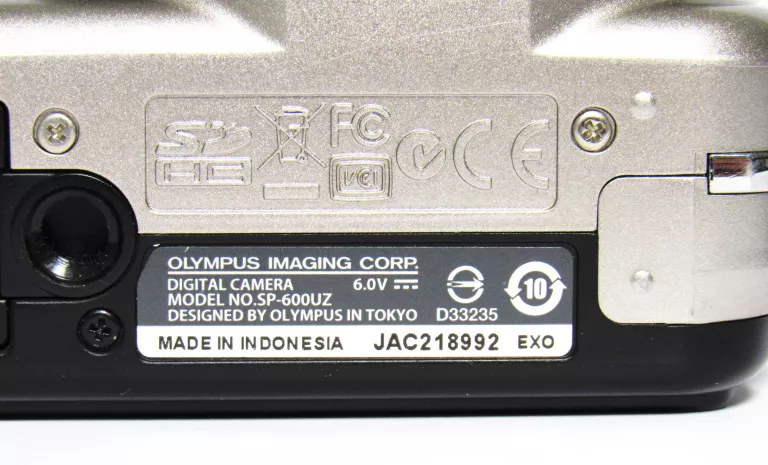 SD
HC
FC
CE
OLYMPUS IMAGING CORP.
DIGITAL CAMERA 6.0V
MODEL NO.SP-600UZ
DESIGNED BY OLYMPUS IN TOKYO D33235
10
MADE IN INDONESIA JAC218992 EXO